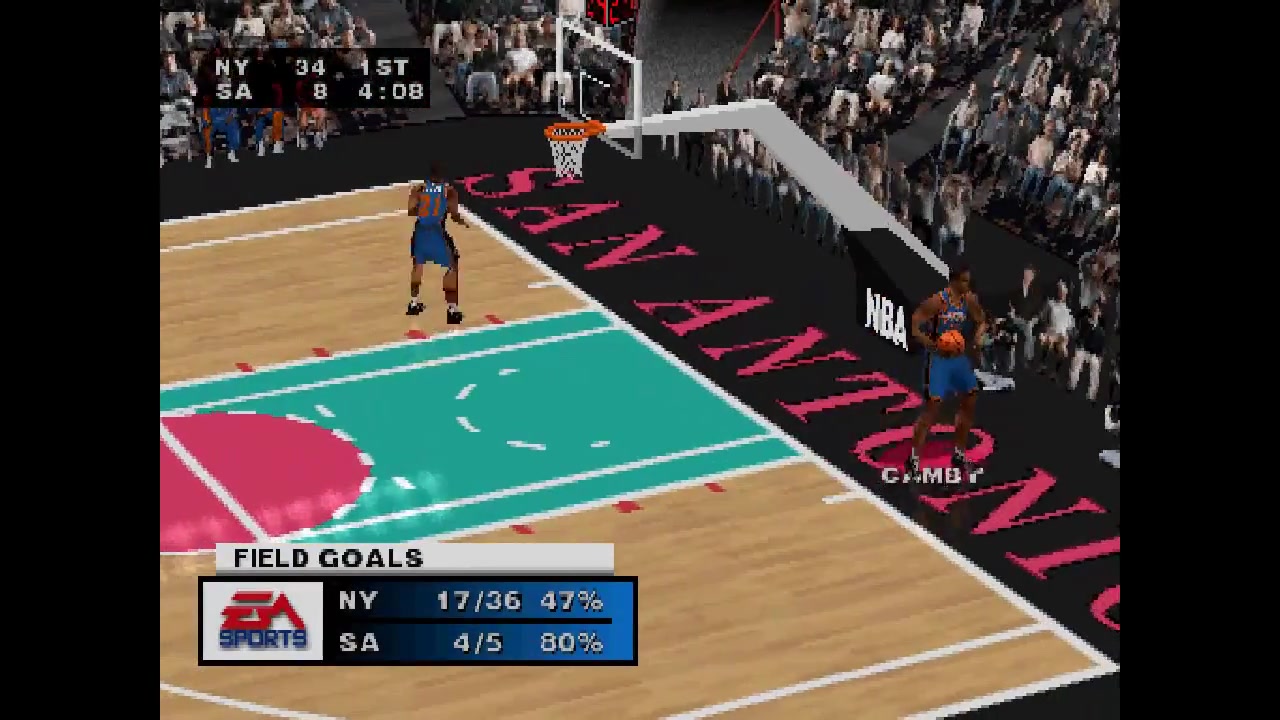 NY 34 1ST
SA 8 4:08
SAN ANTONIO
NBA
CAMBY
FIELD GOALS
EA SPORTS
NY 17/36 47%
SA 4/5 80%